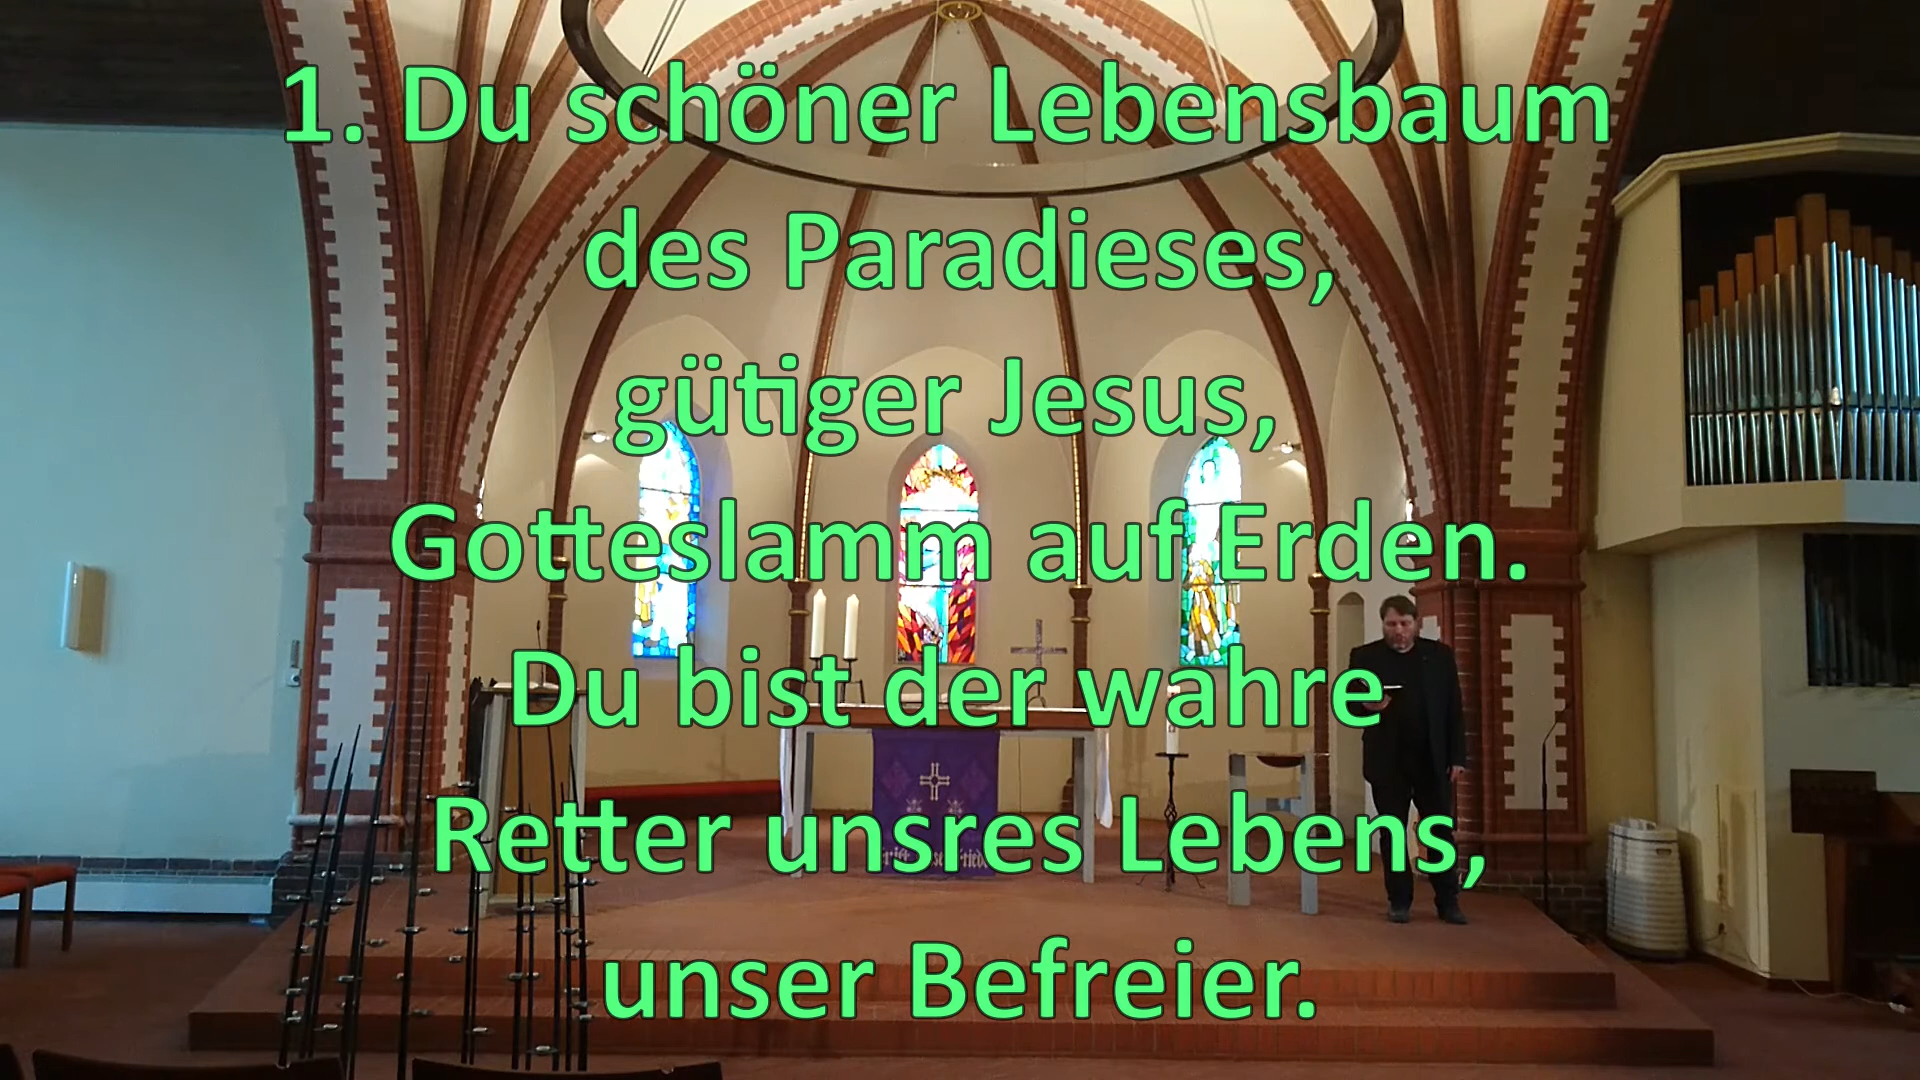 1. Du schöner Lebensbaum
des Paradieses,
gütiger Jesus,
Gotteslamm auf Erden.
Du bist der wahre
Retter unsres Lebens,
unser Befreier.